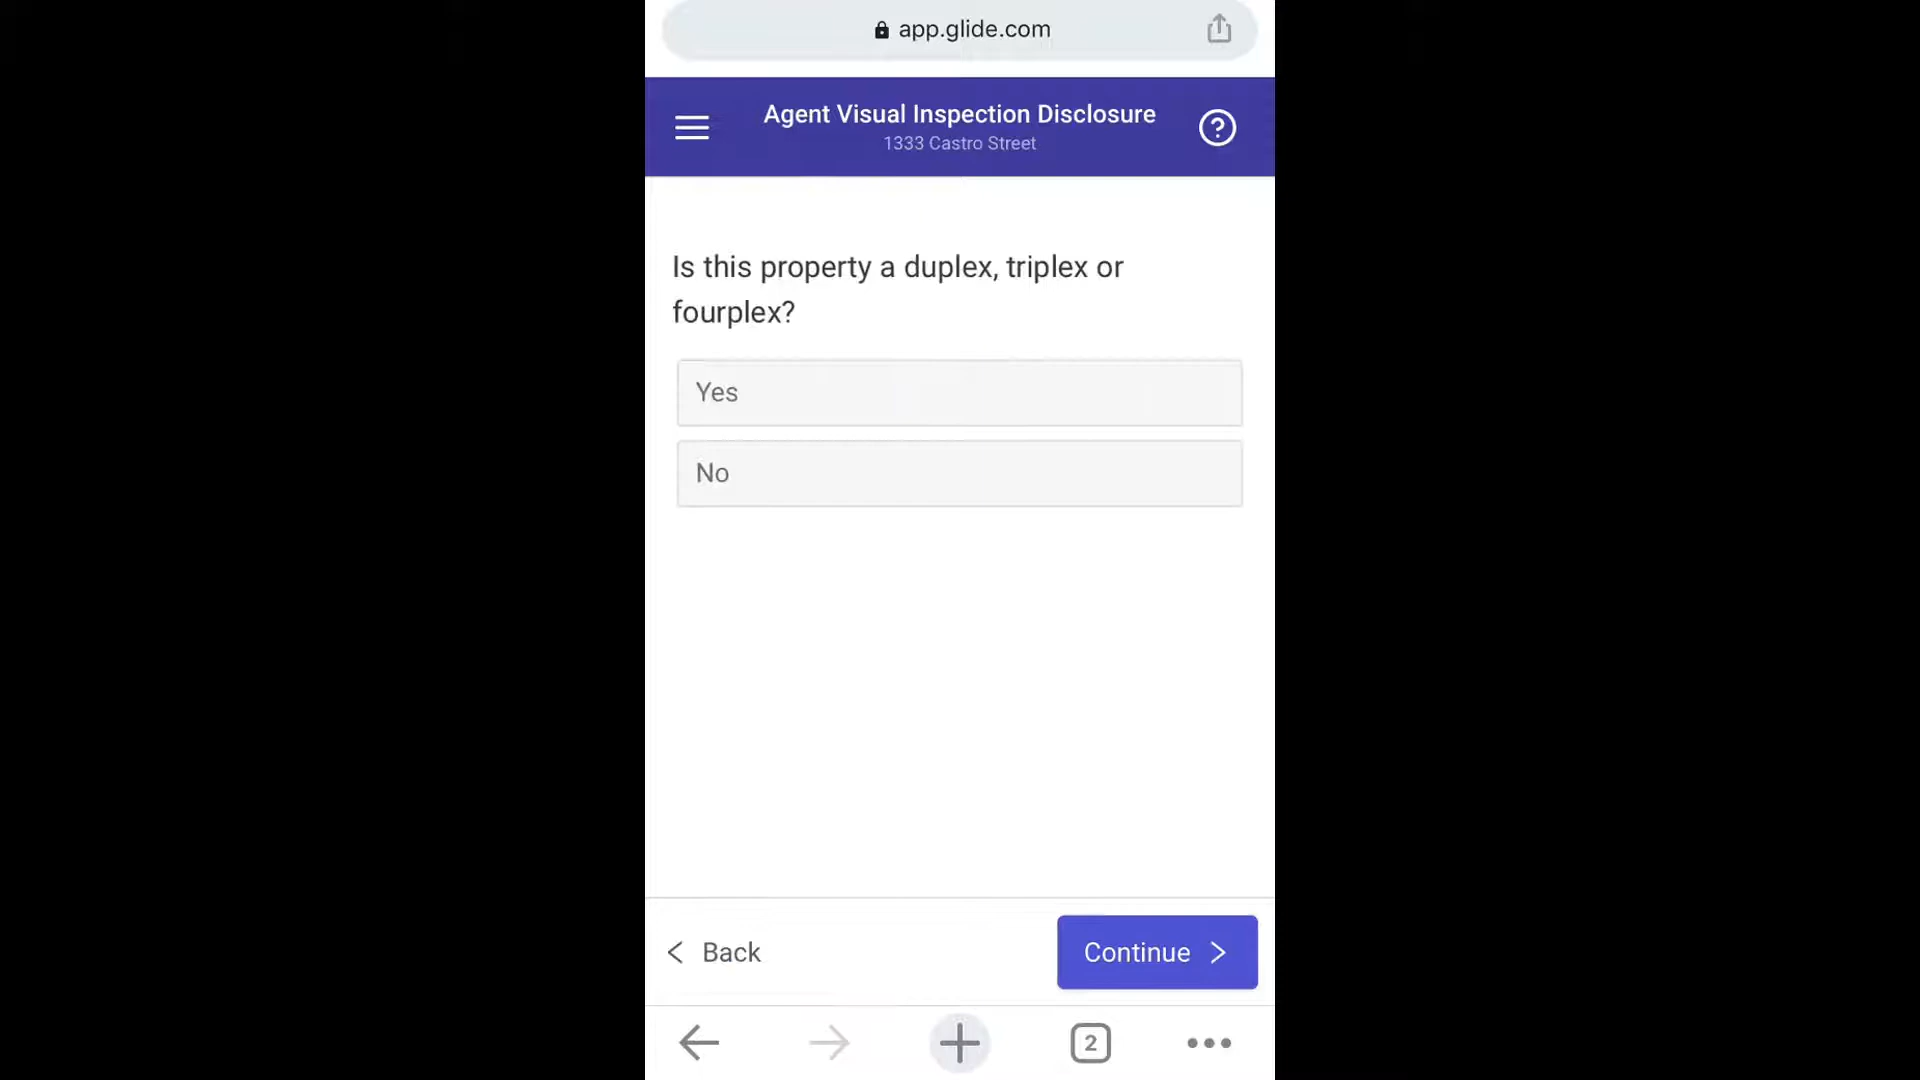 app.glide.com
Agent Visual Inspection Disclosure
1333 Castro Street
Is this property a duplex, triplex or
fourplex?
Yes
No
Back
Continue
2